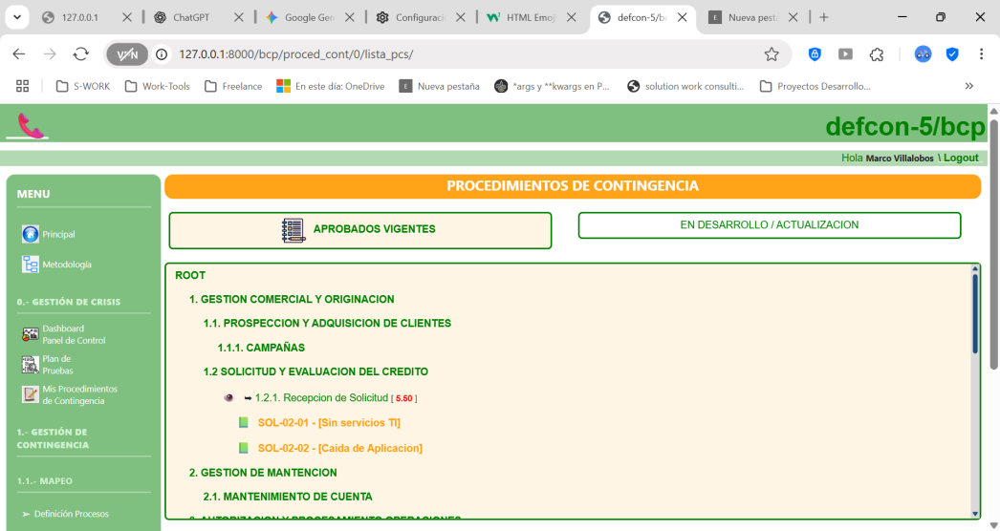 127.0.0.1
ChatGPT
Google Gen
Configuraci
HTML Emoj
defcon-5/b
Nueva pest
127.0.0.1:8000/bcp/proced_cont/0/lista_pcs/
S-WORK
Work-Tools
Freelance
En este día: OneDrive
Nueva pestaña
*args y **kwargs en P...
solution work consulti...
Proyectos Desarrollo...
defcon-5/bcp
Hola Marco Villalobos \ Logout
MENU
Principal
Metodología
0.- GESTIÓN DE CRISIS
Dashboard
Panel de Control
Plan de
Pruebas
Mis Procedimientos
de Contingencia
1.- GESTIÓN DE
CONTINGENCIA
1.1.- MAPEO
➢ Definición Procesos
PROCEDIMIENTOS DE CONTINGENCIA
APROBADOS VIGENTES
EN DESARROLLO / ACTUALIZACION
ROOT
1. GESTION COMERCIAL Y ORIGINACION
1.1. PROSPECCION Y ADQUISICION DE CLIENTES
1.1.1. CAMPAÑAS
1.2 SOLICITUD Y EVALUACION DEL CREDITO
➥ 1.2.1. Recepcion de Solicitud [ 5.50 ]
SOL-02-01 - [Sin servicios TI]
SOL-02-02 - [Caida de Aplicacion]
2. GESTION DE MANTENCION
2.1. MANTENIMIENTO DE CUENTA